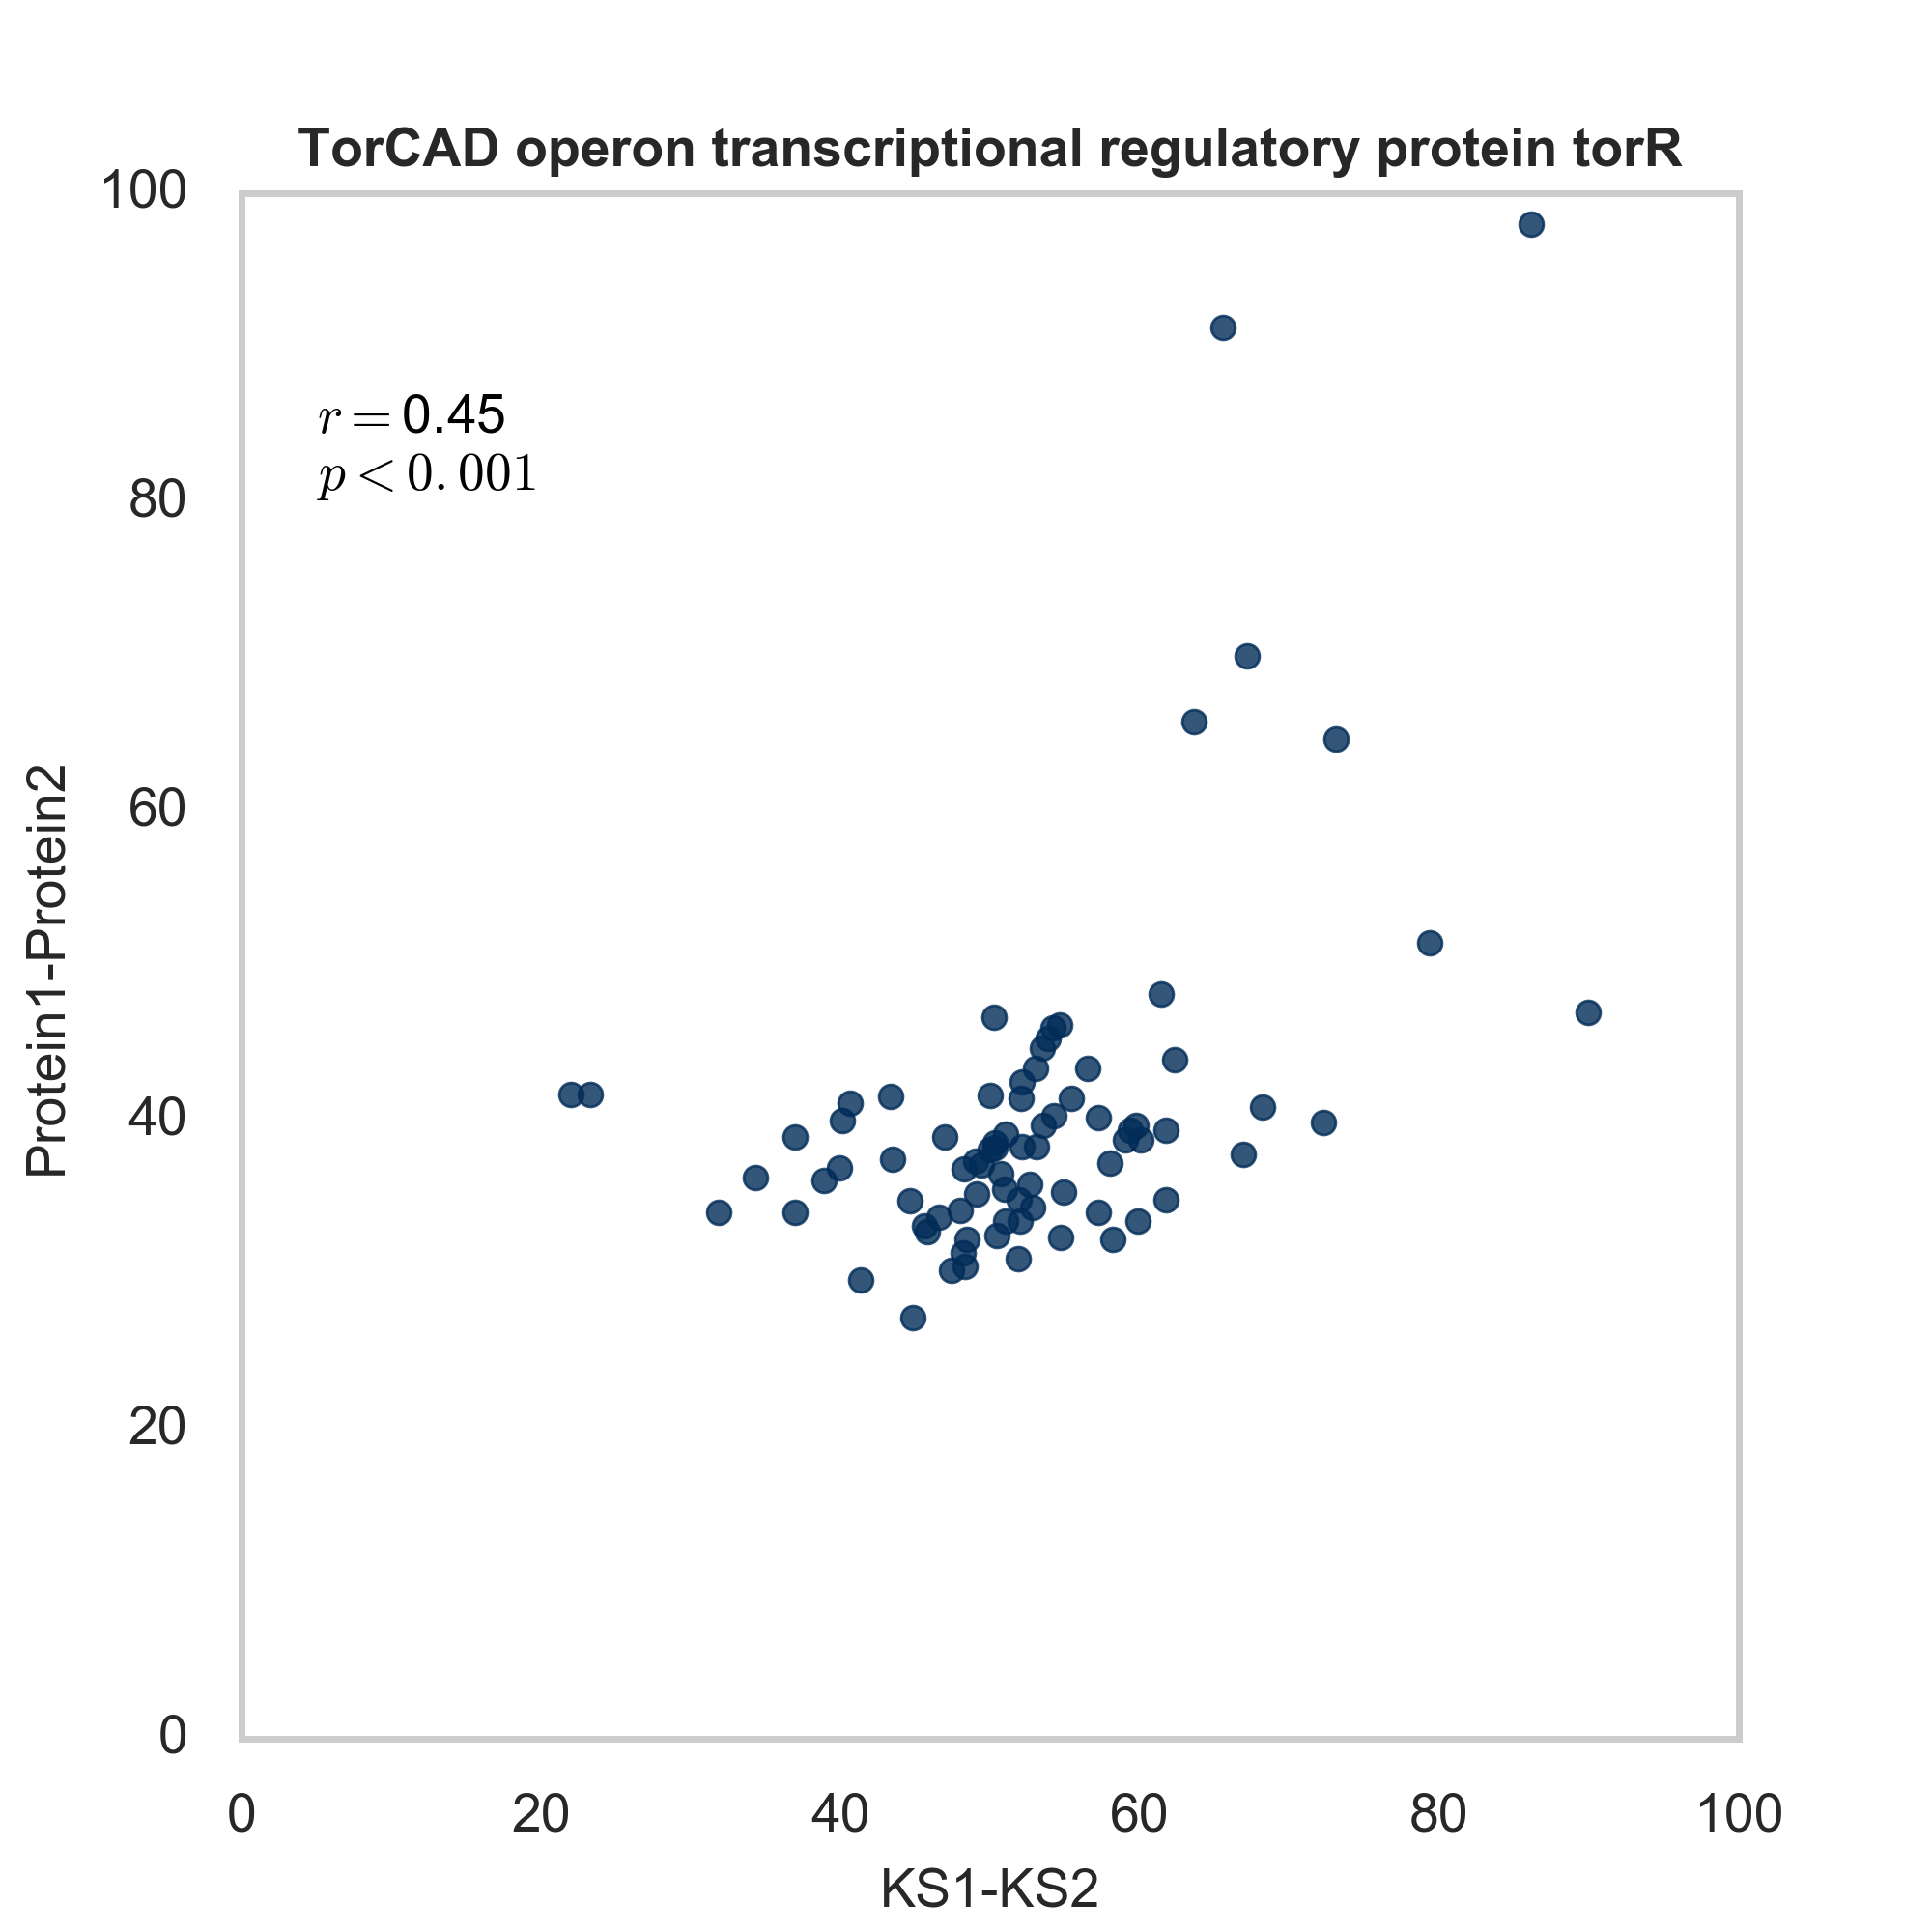 TorCAD operon transcriptional regulatory protein torR
100
80
60
40
20
0
r = 0.45
p < 0.001
Protein1-Protein2
0 20 40 60 80 100
KS1-KS2